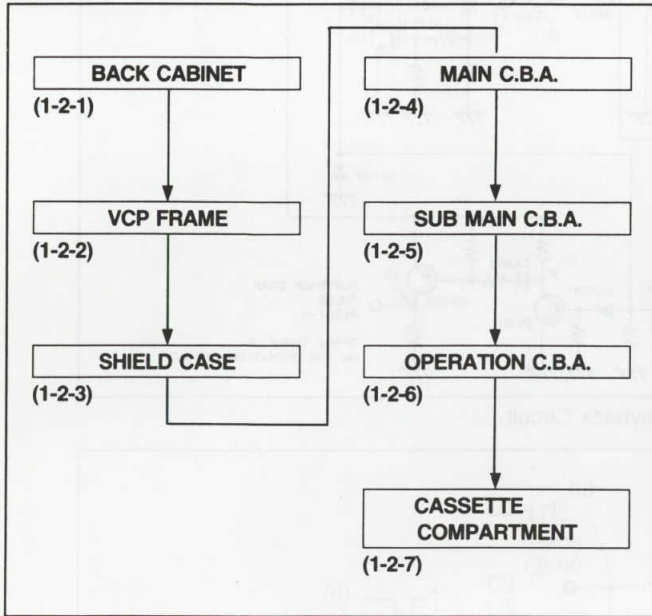 BACK CABINET
(1-2-1)
VCP FRAME
(1-2-2)
SHIELD CASE
(1-2-3)
MAIN C.B.A.
(1-2-4)
SUB MAIN C.B.A.
(1-2-5)
OPERATION C.B.A.
(1-2-6)
CASSETTE
COMPARTMENT
(1-2-7)